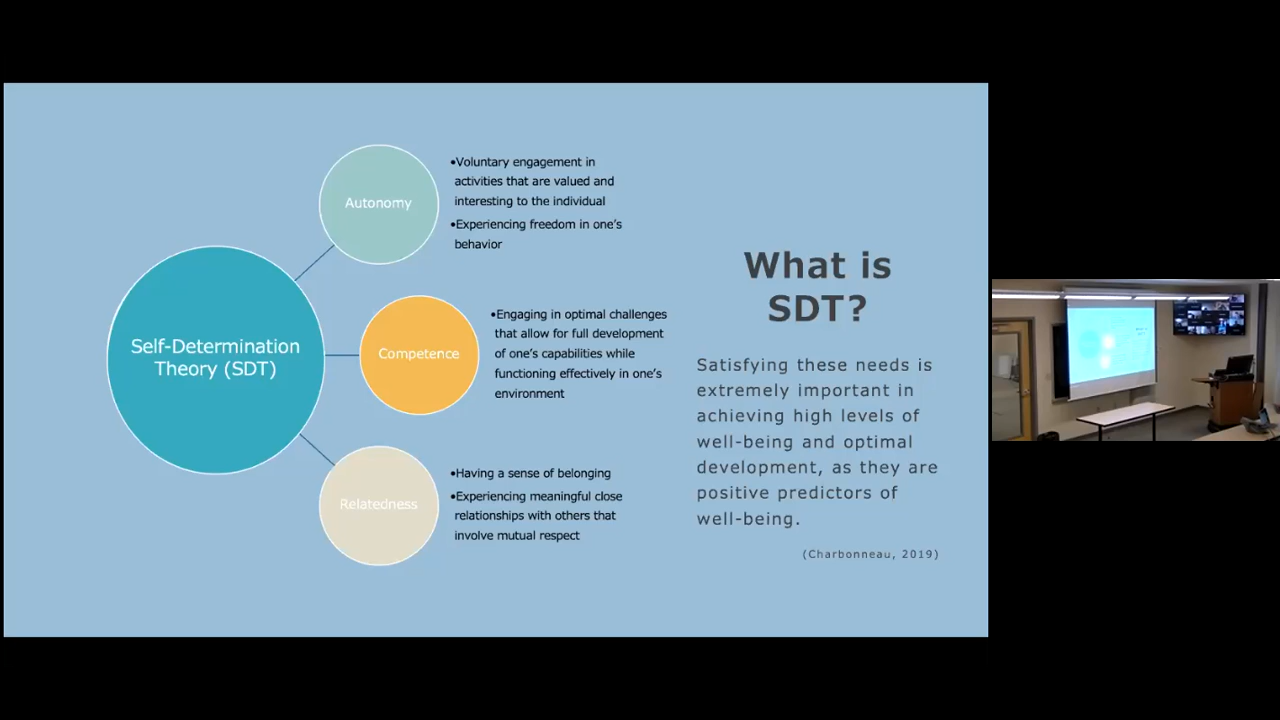 Self-Determination
Theory (SDT)
Autonomy
•Voluntary engagement in
activities that are valued and
interesting to the individual
•Experiencing freedom in one's
behavior
Competence
•Engaging in optimal challenges
that allow for full development
of one's capabilities while
functioning effectively in one's
environment
Relatedness
•Having a sense of belonging
•Experiencing meaningful close
relationships with others that
involve mutual respect
What is
SDT?
Satisfying these needs is
extremely important in
achieving high levels of
well-being and optimal
development, as they are
positive predictors of
well-being.
(Charbonneau, 2019)